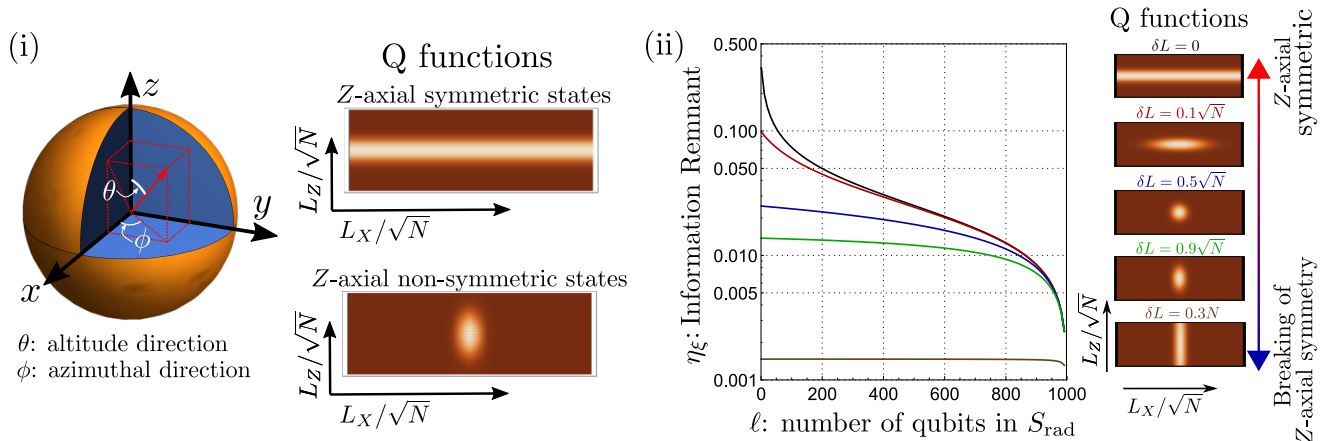 (i)
z
y
x
θ
ϕ
θ: altitude direction
ϕ: azimuthal direction
Q functions
Z-axial symmetric states
L_Z/√N
L_X/√N
Z-axial non-symmetric states
L_Z/√N
L_X/√N
(ii)
η_ξ: Information Remnant
0.500
0.100
0.050
0.010
0.005
0.001
0 200 400 600 800 1000
ℓ: number of qubits in S_rad
Q functions
δL = 0
δL = 0.1√N
δL = 0.5√N
δL = 0.9√N
δL = 0.3N
L_Z/√N
L_X/√N
Z-axial
symmetric
Breaking of
Z-axial symmetry